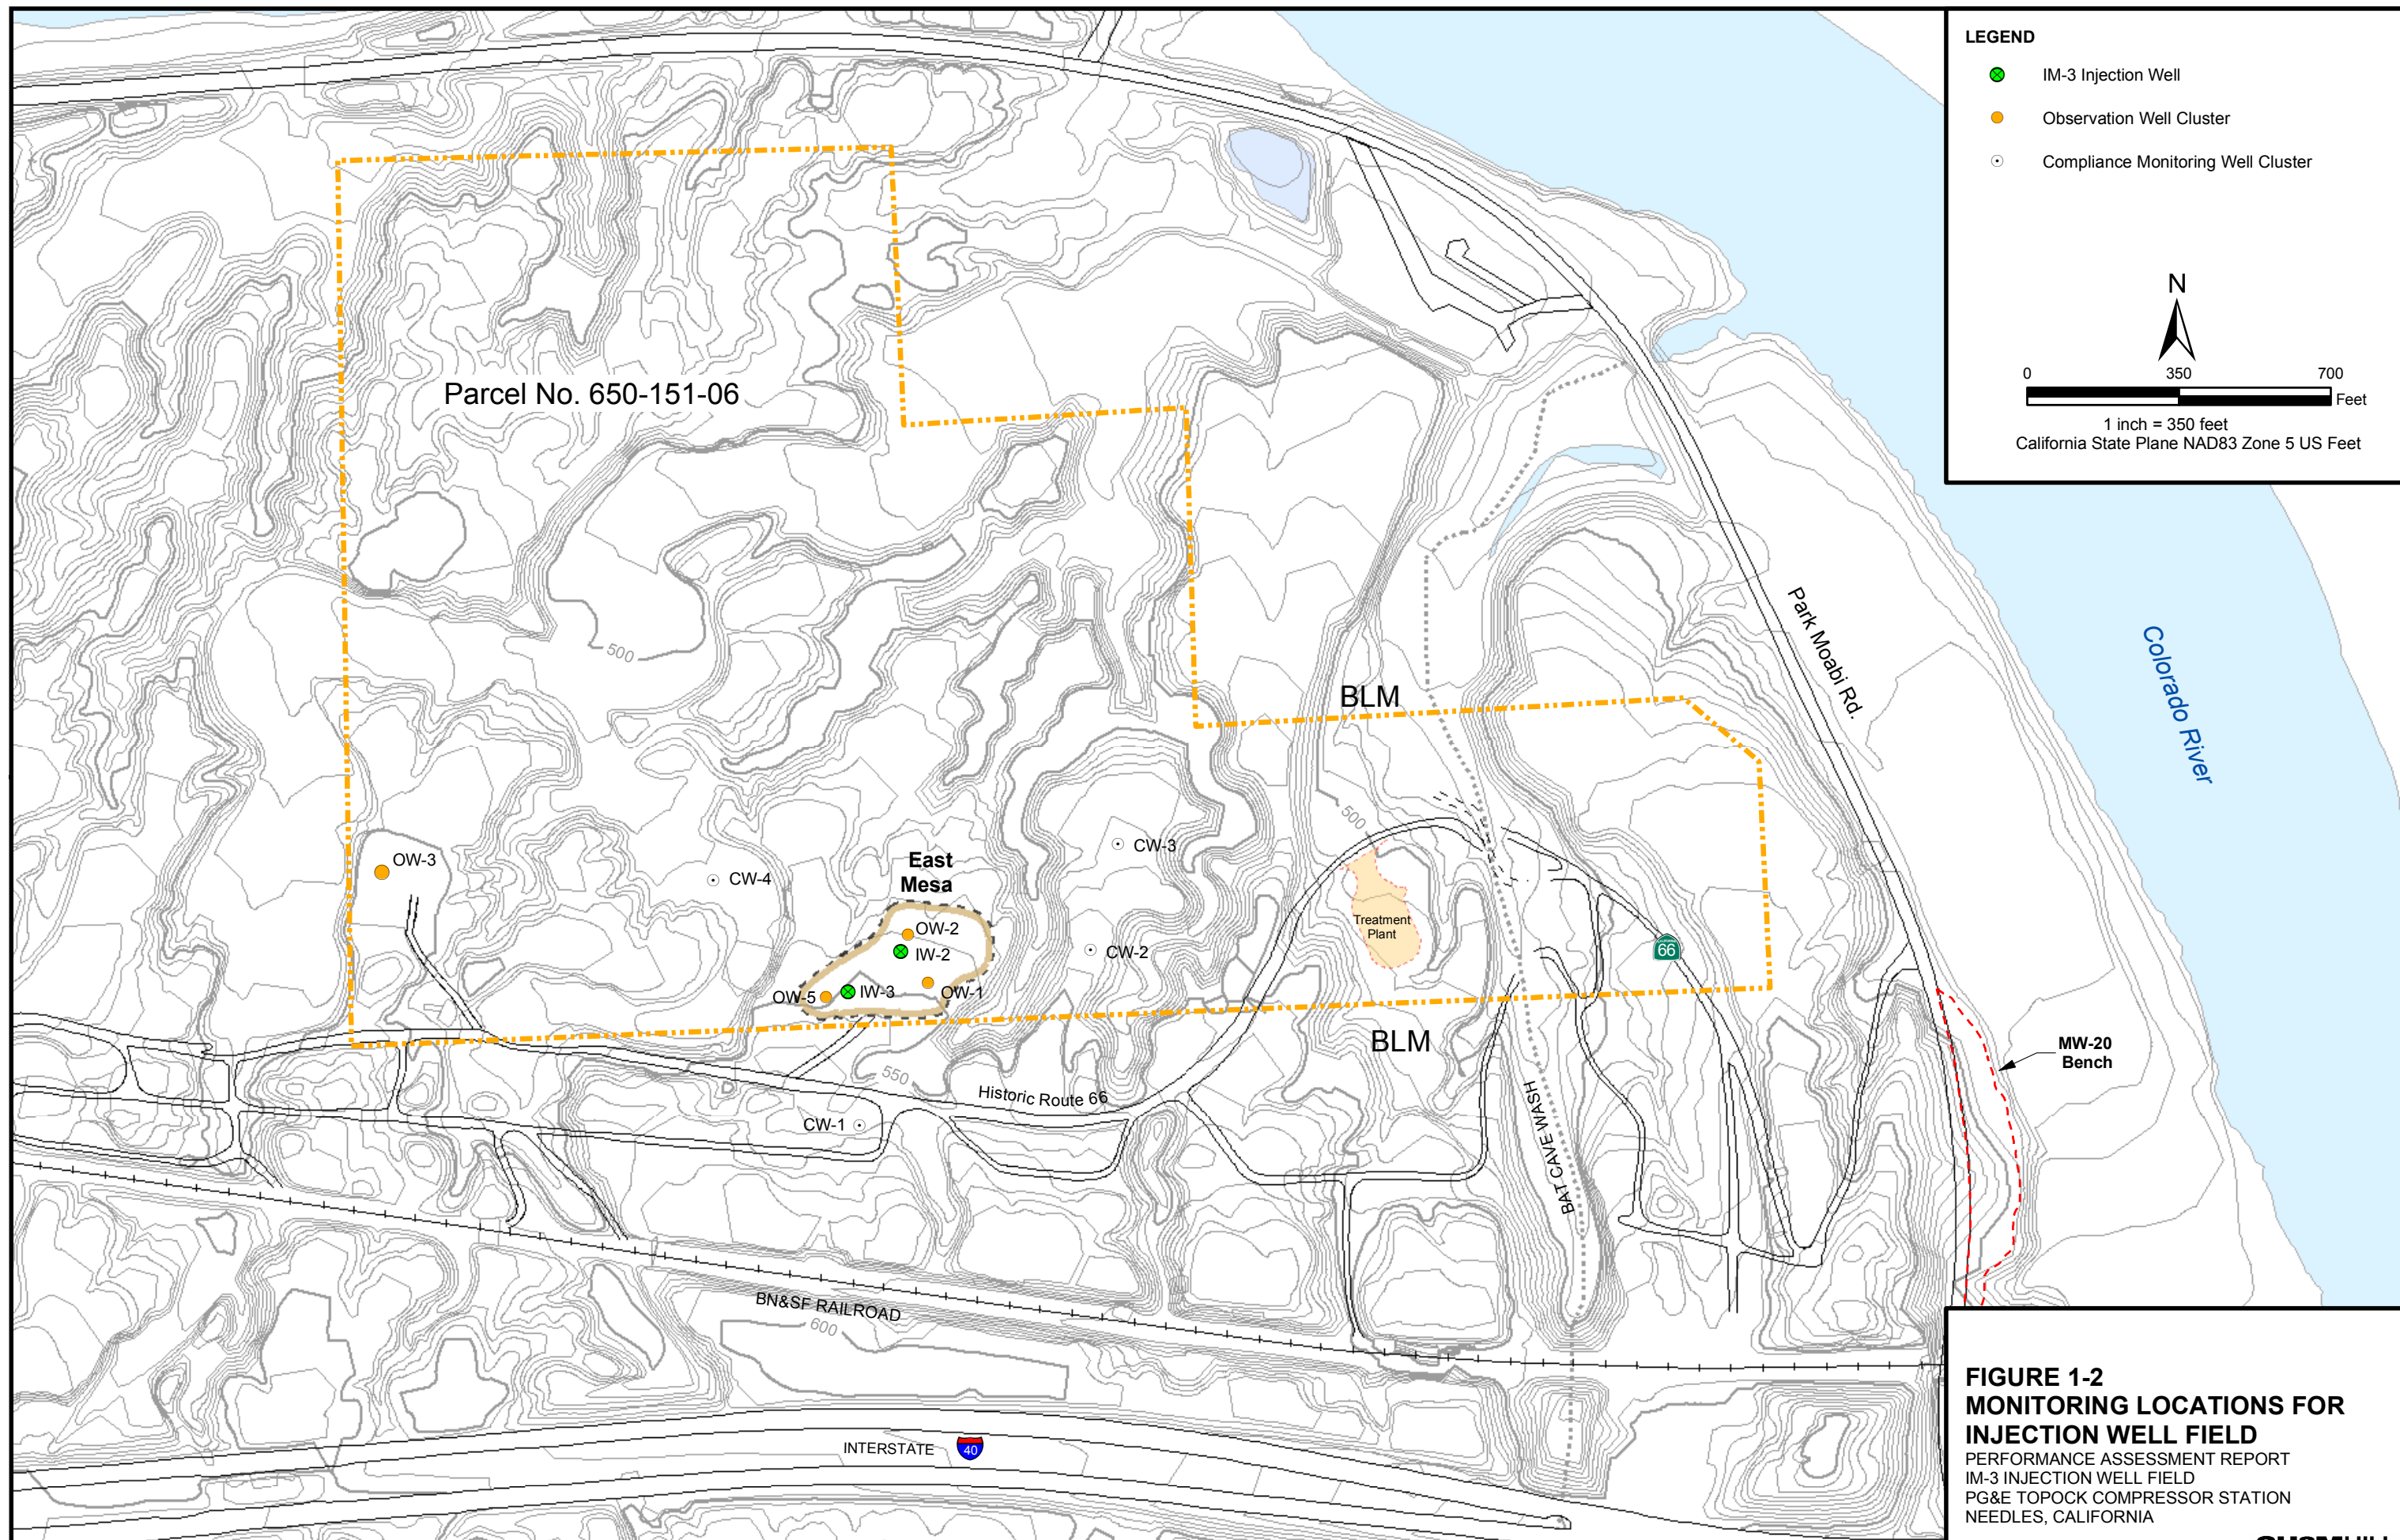 LEGEND
IM-3 Injection Well
Observation Well Cluster
Compliance Monitoring Well Cluster
N
0 350 700
Feet
1 inch = 350 feet
California State Plane NAD83 Zone 5 US Feet
Parcel No. 650-151-06
500
BLM
Park Moabi Rd.
Colorado River
500
OW-3
CW-4
East
Mesa
CW-3
OW-2
IW-2
CW-2
Treatment
Plant
CALIFORNIA
66
OW-5
IW-3
OW-1
BLM
MW-20
Bench
550
Historic Route 66
CW-1
BAT CAVE WASH
BN&SF RAILROAD
600
INTERSTATE 40
FIGURE 1-2
MONITORING LOCATIONS FOR
INJECTION WELL FIELD
PERFORMANCE ASSESSMENT REPORT
IM-3 INJECTION WELL FIELD
PG&E TOPOCK COMPRESSOR STATION
NEEDLES, CALIFORNIA